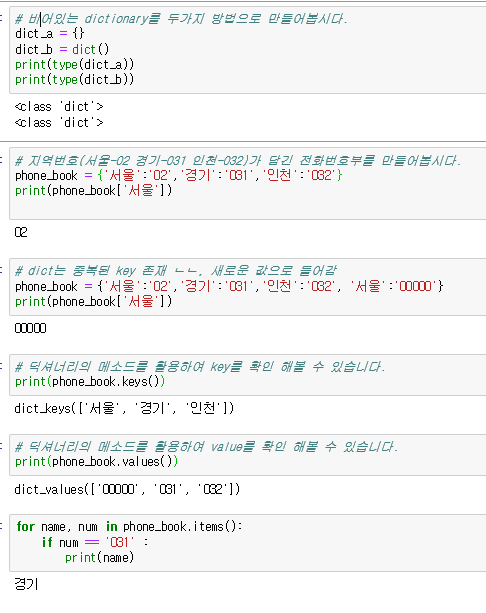 # 비어있는 dictionary를 두가지 방법으로 만들어봅시다.
dict_a = {}
dict_b = dict()
print(type(dict_a))
print(type(dict_b))
<class 'dict'>
<class 'dict'>
# 지역번호(서울-02 경기-031 인천-032)가 담긴 전화번호부를 만들어봅시다.
phone_book = {'서울':'02','경기':'031','인천':'032'}
print(phone_book['서울'])
02
# dict는 중복된 key 존재 ㄴㄴ, 새로운 값으로 들어감
phone_book = {'서울':'02','경기':'031','인천':'032', '서울':'00000'}
print(phone_book['서울'])
00000
# 딕셔너리의 메소드를 활용하여 key를 확인 해볼 수 있습니다.
print(phone_book.keys())
dict_keys(['서울', '경기', '인천'])
# 딕셔너리의 메소드를 활용하여 value를 확인 해볼 수 있습니다.
print(phone_book.values())
dict_values(['00000', '031', '032'])
for name, num in phone_book.items():
    if num == '031' :
        print(name)
경기